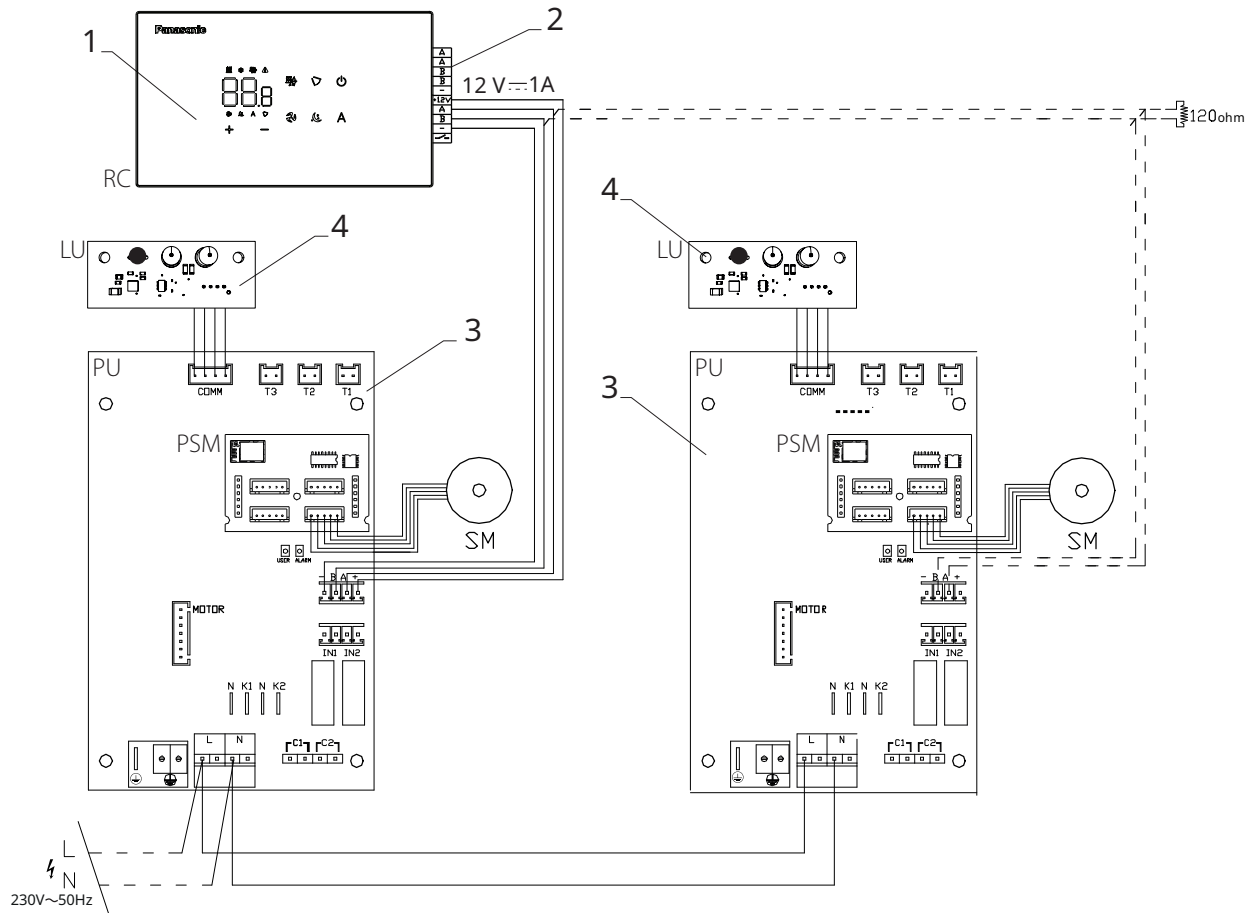 Panasonic
1
2
88.8
A
A
A
B
B
-
+12V
A
B
-
12 V ⎓ 1A
A
+ -
RC
120ohm
LU
4
LU
4
PU
3
COMM T3 T2 T1
PSM
SM
USER ALARM
- B A +
MOTOR
IN1 IN2
N K1 N K2
L N
C1 C2
PU
3
COMM T3 T2 T1
PSM
SM
USER ALARM
- B A +
MOTOR
IN1 IN2
N K1 N K2
L N
C1 C2
L
N
230V~50Hz